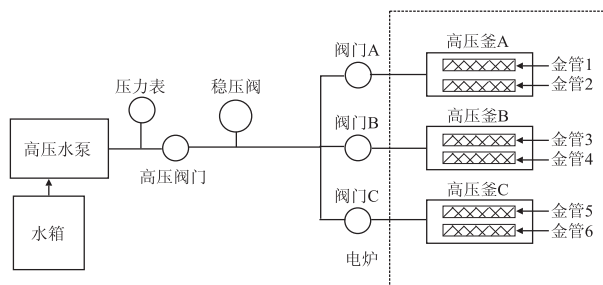 阀门A
高压釜A
金管1
金管2
压力表
稳压阀
阀门B
高压釜B
金管3
金管4
高压水泵
高压阀门
阀门C
高压釜C
金管5
金管6
水箱
电炉